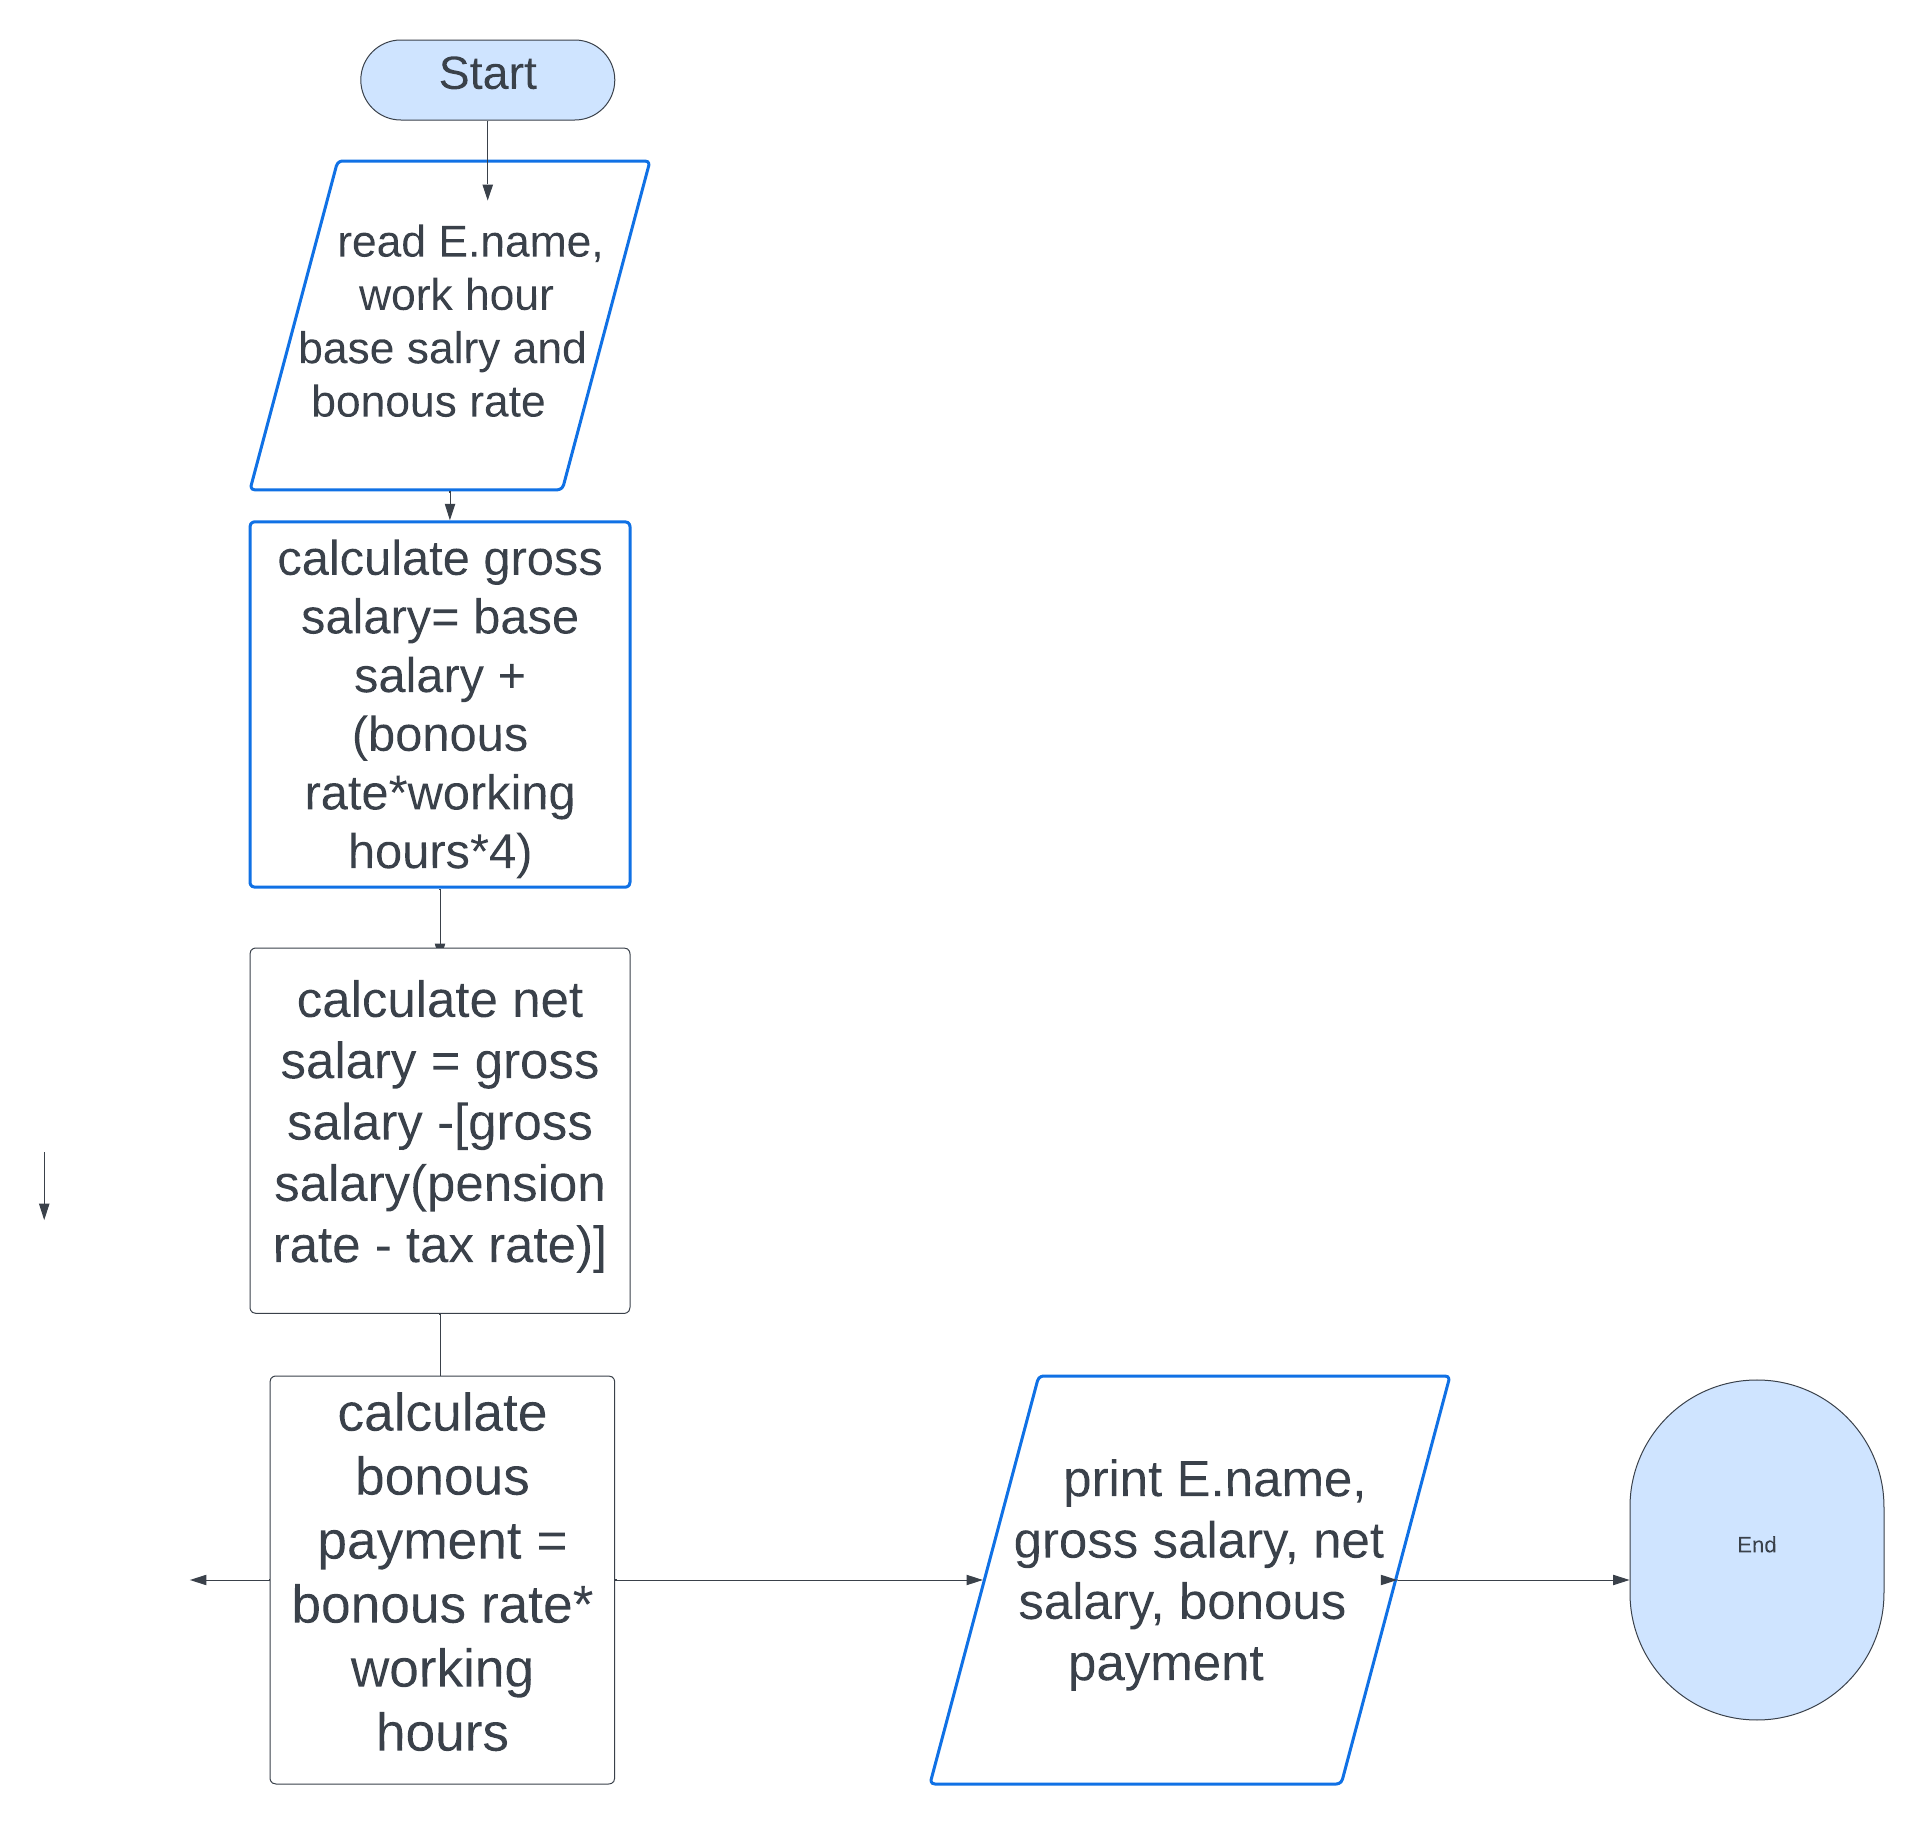 Start
read E.name,
work hour
base salry and
bonous rate
calculate gross
salary= base
salary +
(bonous
rate*working
hours*4)
calculate net
salary = gross
salary -[gross
salary(pension
rate - tax rate)]
calculate
bonous
payment =
bonous rate*
working
hours
print E.name,
gross salary, net
salary, bonous
payment
End